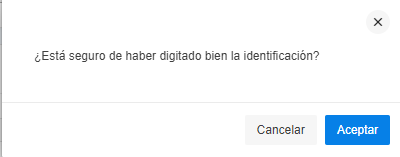 ¿Está seguro de haber digitado bien la identificación?
Cancelar Aceptar